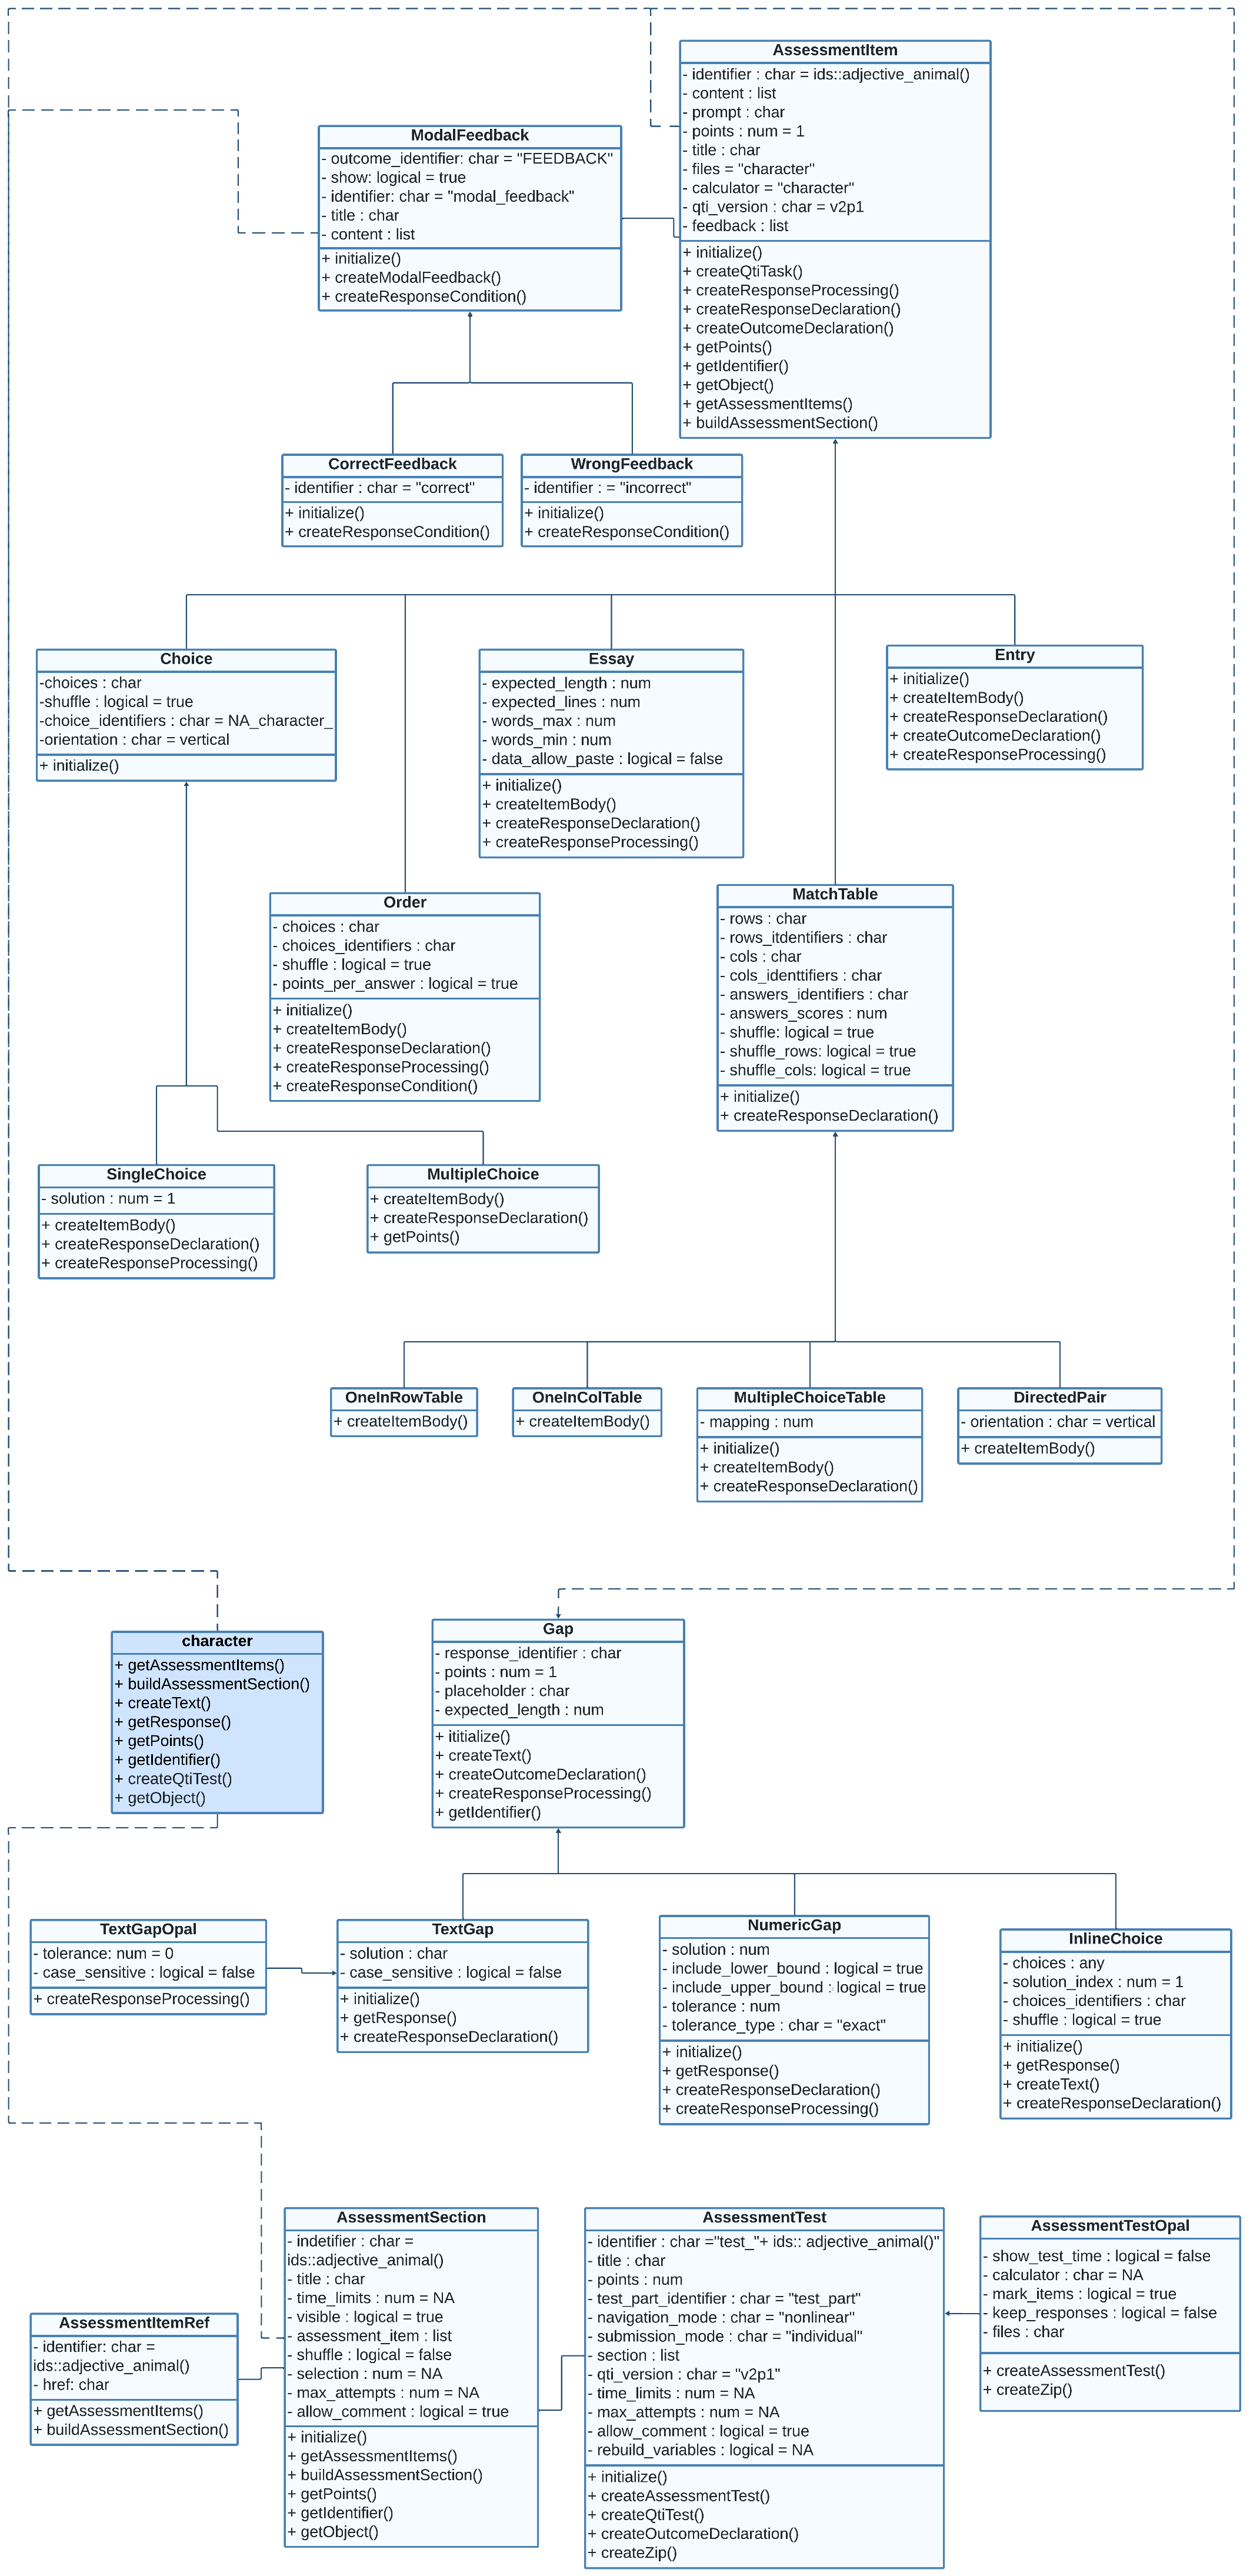 AssessmentItem
- identifier : char = ids::adjective_animal()
- content : list
- prompt : char
- points : num = 1
- title : char
- files = "character"
- calculator = "character"
- qti_version : char = v2p1
- feedback : list
+ initialize()
+ createQtiTask()
+ createResponseProcessing()
+ createResponseDeclaration()
+ createOutcomeDeclaration()
+ getPoints()
+ getIdentifier()
+ getObject()
+ getAssessmentItems()
+ buildAssessmentSection()
ModalFeedback
- outcome_identifier: char = "FEEDBACK"
- show: logical = true
- identifier: char = "modal_feedback"
- title : char
- content : list
+ initialize()
+ createModalFeedback()
+ createResponseCondition()
CorrectFeedback
- identifier : char = "correct"
+ initialize()
+ createResponseCondition()
WrongFeedback
- identifier : = "incorrect"
+ initialize()
+ createResponseCondition()
Choice
-choices : char
-shuffle : logical = true
-choice_identifiers : char = NA_character_
-orientation : char = vertical
+ initialize()
Essay
- expected_length : num
- expected_lines : num
- words_max : num
- words_min : num
- data_allow_paste : logical = false
+ initialize()
+ createItemBody()
+ createResponseDeclaration()
+ createResponseProcessing()
Entry
+ initialize()
+ createItemBody()
+ createResponseDeclaration()
+ createOutcomeDeclaration()
+ createResponseProcessing()
Order
- choices : char
- choices_identifiers : char
- shuffle : logical = true
- points_per_answer : logical = true
+ initialize()
+ createItemBody()
+ createResponseDeclaration()
+ createResponseProcessing()
+ createResponseCondition()
MatchTable
- rows : char
- rows_itdentifiers : char
- cols : char
- cols_identtifiers : char
- answers_identifiers : char
- answers_scores : num
- shuffle: logical = true
- shuffle_rows: logical = true
- shuffle_cols: logical = true
+ initialize()
+ createResponseDeclaration()
SingleChoice
- solution : num = 1
+ createItemBody()
+ createResponseDeclaration()
+ createResponseProcessing()
MultipleChoice
+ createItemBody()
+ createResponseDeclaration()
+ getPoints()
OneInRowTable
+ createItemBody()
OneInColTable
+ createItemBody()
MultipleChoiceTable
- mapping : num
+ initialize()
+ createItemBody()
+ createResponseDeclaration()
DirectedPair
- orientation : char = vertical
+ createItemBody()
character
+ getAssessmentItems()
+ buildAssessmentSection()
+ createText()
+ getResponse()
+ getPoints()
+ getIdentifier()
+ createQtiTest()
+ getObject()
Gap
- response_identifier : char
- points : num = 1
- placeholder : char
- expected_length : num
+ ititialize()
+ createText()
+ createOutcomeDeclaration()
+ createResponseProcessing()
+ getIdentifier()
TextGapOpal
- tolerance: num = 0
- case_sensitive : logical = false
+ createResponseProcessing()
TextGap
- solution : char
- case_sensitive : logical = false
+ initialize()
+ getResponse()
+ createResponseDeclaration()
NumericGap
- solution : num
- include_lower_bound : logical = true
- include_upper_bound : logical = true
- tolerance : num
- tolerance_type : char = "exact"
+ initialize()
+ getResponse()
+ createResponseDeclaration()
+ createResponseProcessing()
InlineChoice
- choices : any
- solution_index : num = 1
- choices_identifiers : char
- shuffle : logical = true
+ initialize()
+ getResponse()
+ createText()
+ createResponseDeclaration()
AssessmentItemRef
- identifier: char =
ids::adjective_animal()
- href: char
+ getAssessmentItems()
+ buildAssessmentSection()
AssessmentSection
- indetifier : char =
ids::adjective_animal()
- title : char
- time_limits : num = NA
- visible : logical = true
- assessment_item : list
- shuffle : logical = false
- selection : num = NA
- max_attempts : num = NA
- allow_comment : logical = true
+ initialize()
+ getAssessmentItems()
+ buildAssessmentSection()
+ getPoints()
+ getIdentifier()
+ getObject()
AssessmentTest
- identifier : char ="test_"+ ids:: adjective_animal()"
- title : char
- points : num
- test_part_identifier : char = "test_part"
- navigation_mode : char = "nonlinear"
- submission_mode : char = "individual"
- section : list
- qti_version : char = "v2p1"
- time_limits : num = NA
- max_attempts : num = NA
- allow_comment : logical = true
- rebuild_variables : logical = NA
+ initialize()
+ createAssessmentTest()
+ createQtiTest()
+ createOutcomeDeclaration()
+ createZip()
AssessmentTestOpal
- show_test_time : logical = false
- calculator : char = NA
- mark_items : logical = true
- keep_responses : logical = false
- files : char
+ createAssessmentTest()
+ createZip()